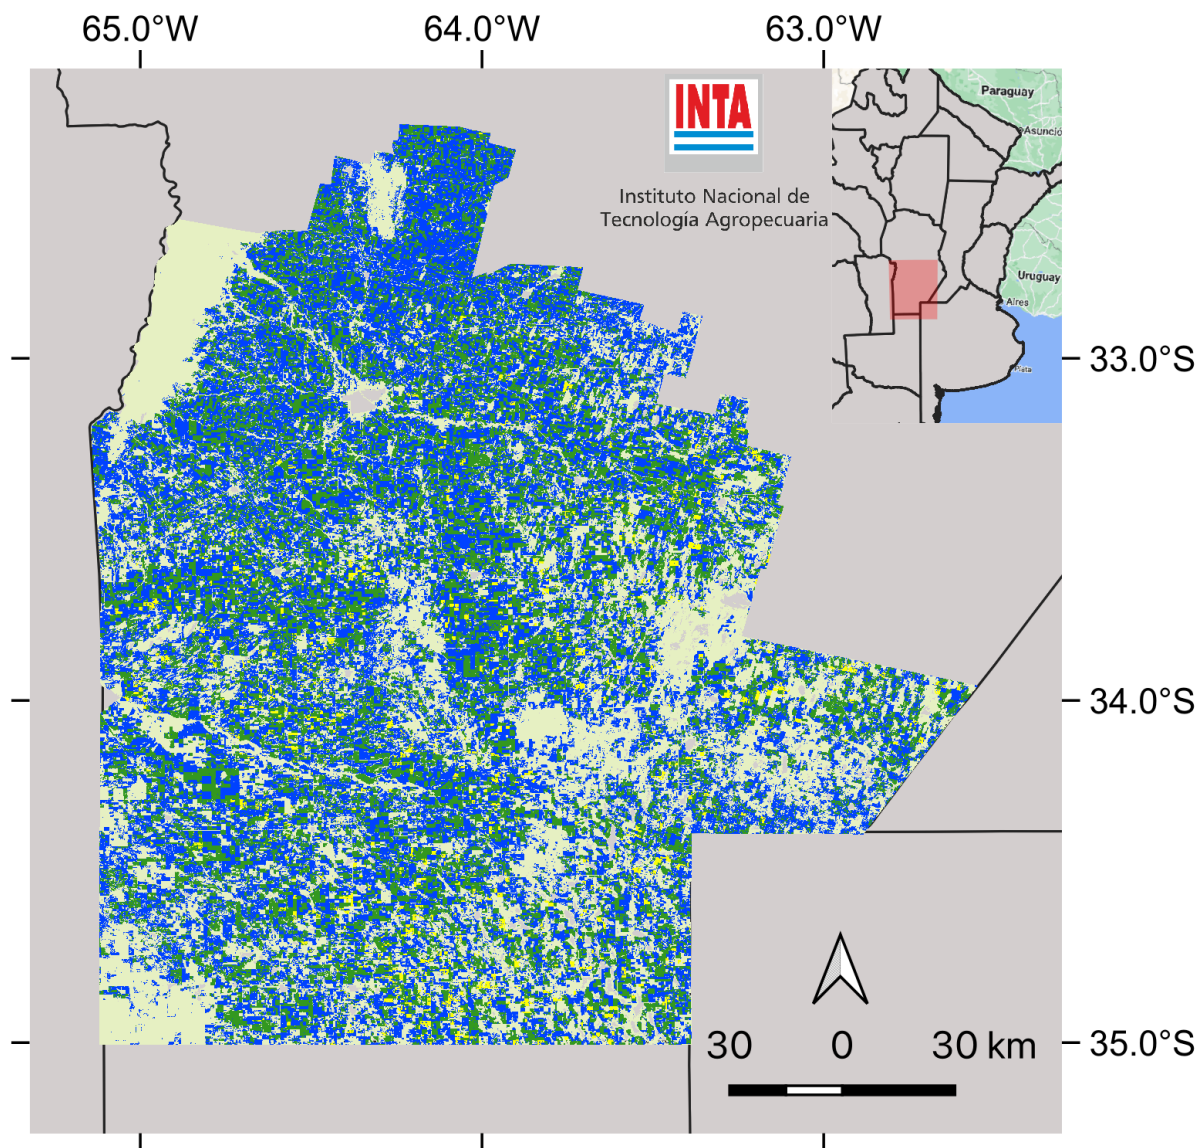 65.0°W 64.0°W 63.0°W
INTA
Instituto Nacional de
Tecnología Agropecuaria
Paraguay
Uruguay
Aires
33.0°S
34.0°S
35.0°S
30 0 30 km